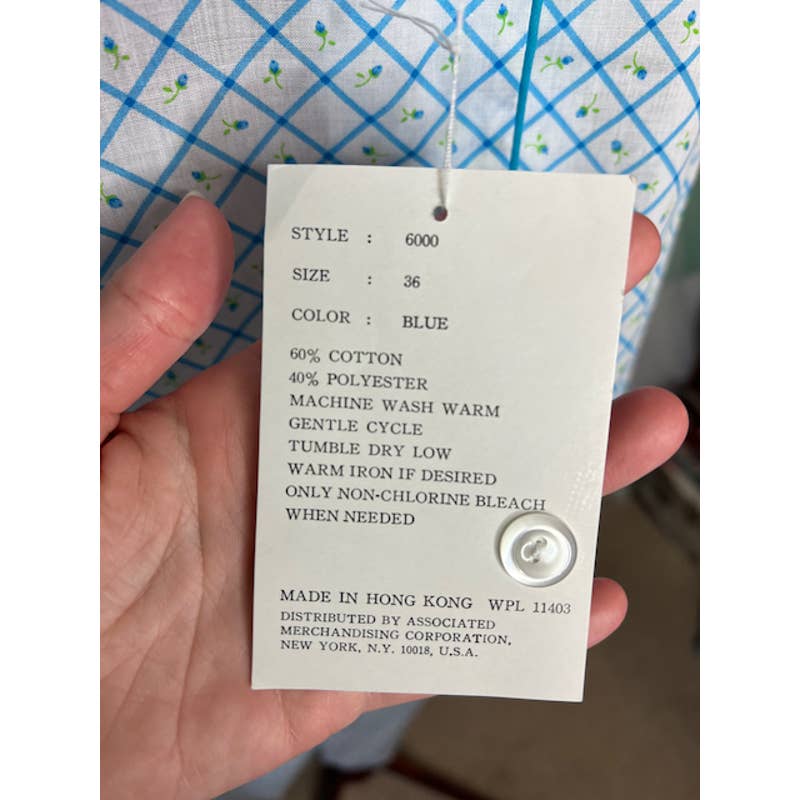 STYLE : 6000
SIZE : 36
COLOR : BLUE
60% COTTON
40% POLYESTER
MACHINE WASH WARM
GENTLE CYCLE
TUMBLE DRY LOW
WARM IRON IF DESIRED
ONLY NON-CHLORINE BLEACH
WHEN NEEDED
MADE IN HONG KONG WPL 11403
DISTRIBUTED BY ASSOCIATED
MERCHANDISING CORPORATION,
NEW YORK, N.Y. 10018, U.S.A.